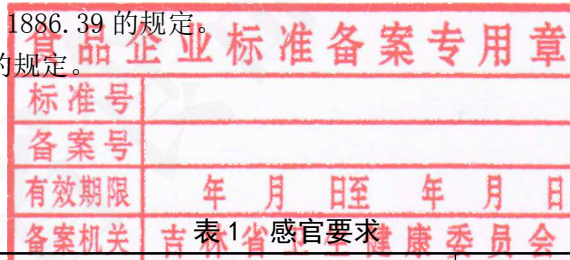 1886.39 的规定。
食品企业标准备案专用章
的规定。
标准号
备案号
有效期限 年 月 日至 年 月 日
表 1 感官要求
备案机关 吉林省卫生健康委员会